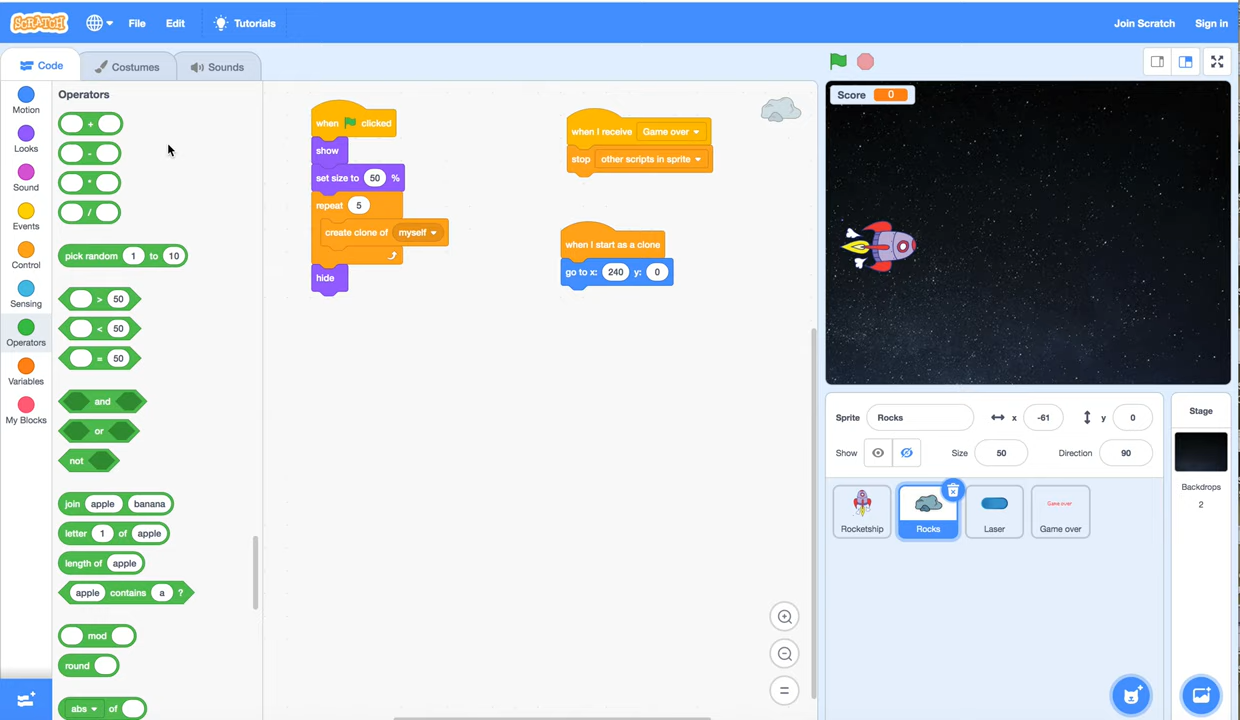 SCRATCH File Edit Tutorials Join Scratch Sign in
Code Costumes Sounds
Motion
Looks
Sound
Events
Control
Sensing
Operators
Variables
My Blocks
Operators
+
-
*
/
pick random 1 to 10
> 50
< 50
= 50
and
or
not
join apple banana
letter 1 of apple
length of apple
apple contains a ?
mod
round
abs of
when clicked
show
set size to 50 %
repeat 5
create clone of myself
hide
when I receive Game over
stop other scripts in sprite
when I start as a clone
go to x: 240 y: 0
Score 0
Sprite Rocks x -61 y 0
Show Size 50 Direction 90
Rocketship
Rocks
Laser
Game over
Game over
Stage
Backdrops
2